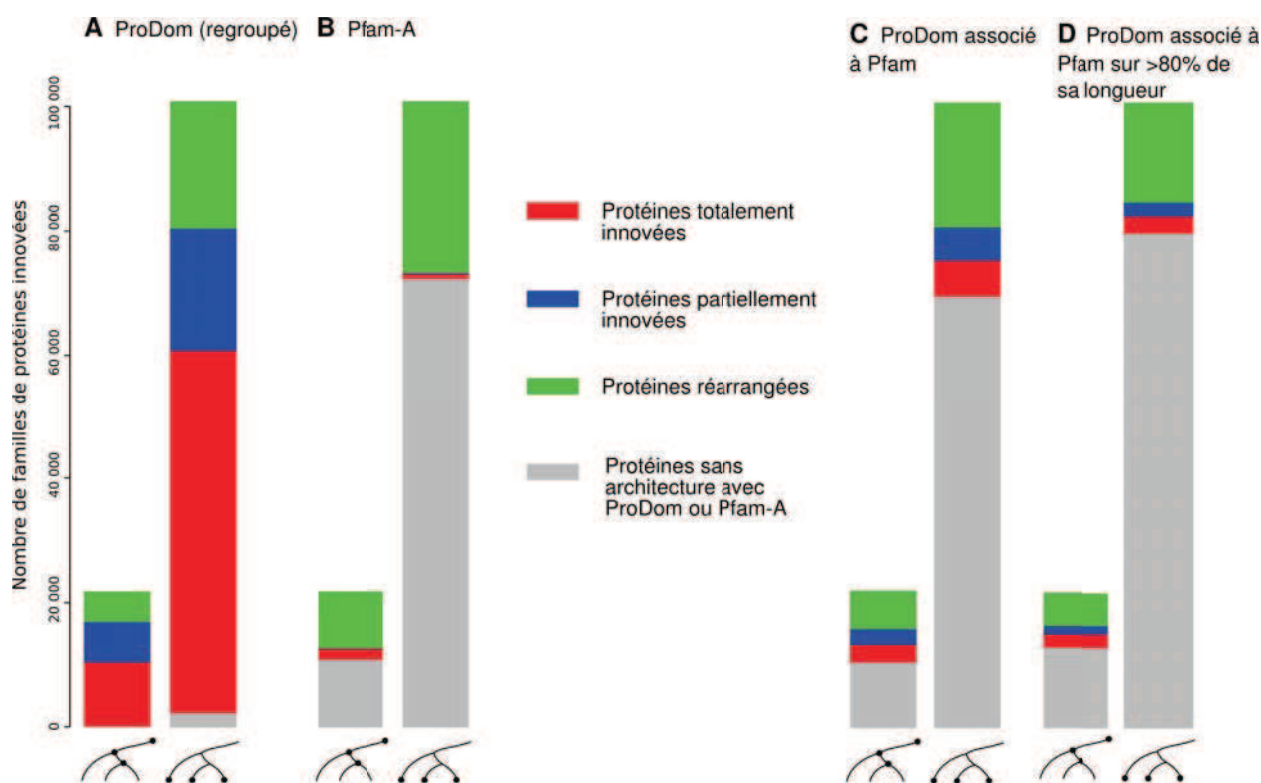 A ProDom (regroupé)
B Pfam-A
C ProDom associé
à Pfam
D ProDom associé à
Pfam sur >80% de
sa longueur
Nombre de familles de protéines innovées
100 000
80 000
60 000
40 000
20 000
0
Protéines totalement
innovées
Protéines partiellement
innovées
Protéines réarrangées
Protéines sans
architecture avec
ProDom ou Pfam-A